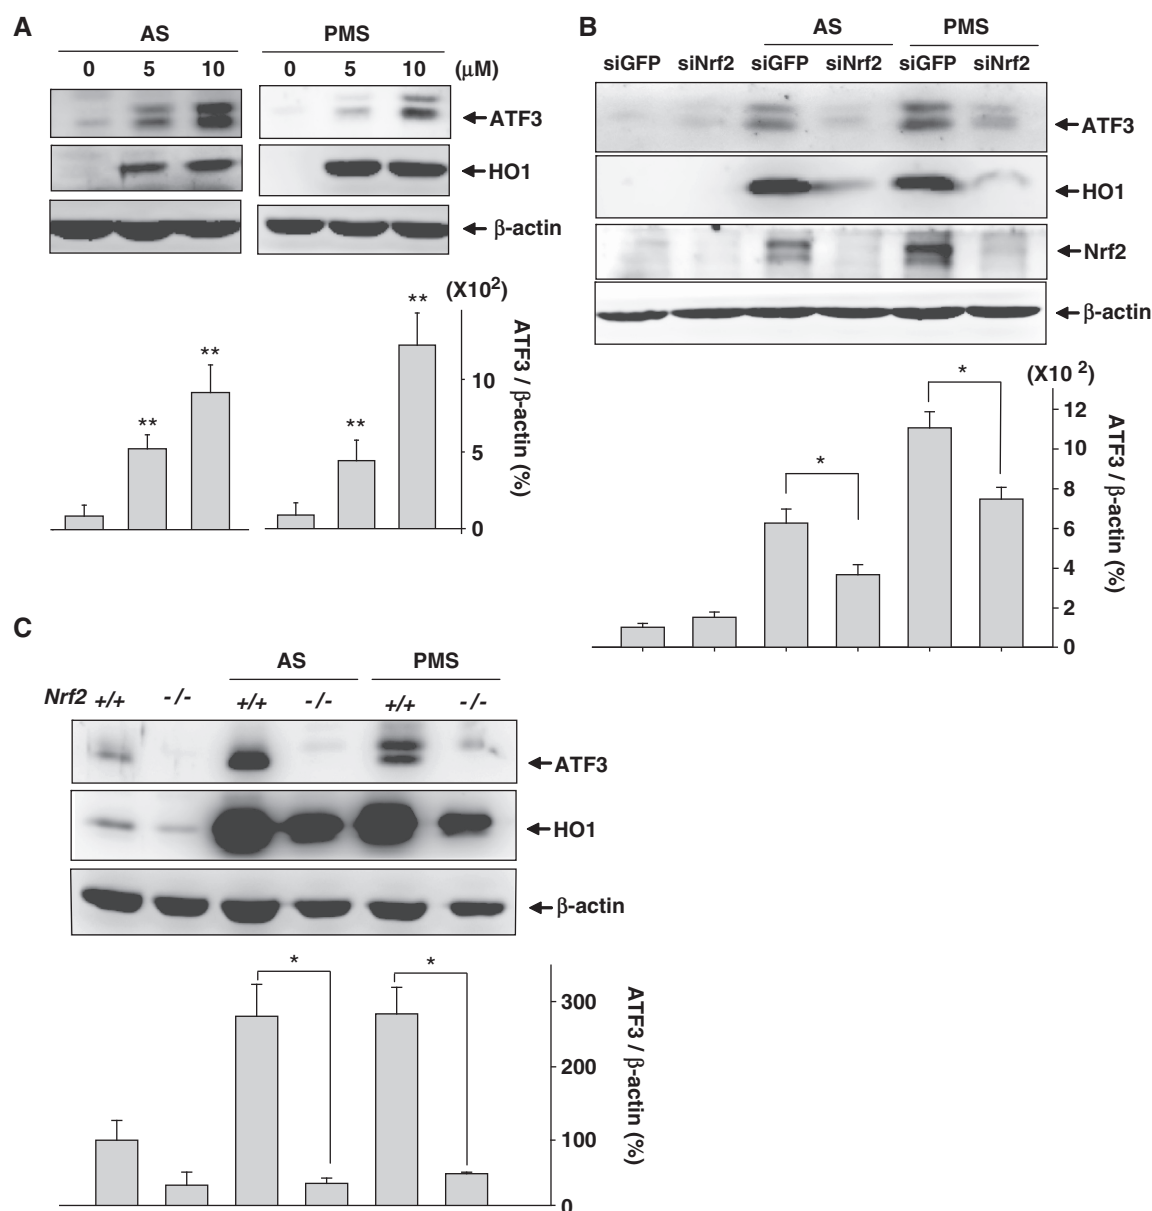 A
AS PMS
0 5 10 0 5 10 (μM)
ATF3
HO1
β-actin
(X10²)
** ** ** **
10
5
0
ATF3 / β-actin (%)
B
AS PMS
siGFP siNrf2 siGFP siNrf2 siGFP siNrf2
ATF3
HO1
Nrf2
β-actin
(X10 ²)
* *
12
10
8
6
4
2
0
ATF3 / β-actin (%)
C
AS PMS
Nrf2 +/+ -/- +/+ -/- +/+ -/-
ATF3
HO1
β-actin
* *
300
200
100
0
ATF3 / β-actin (%)